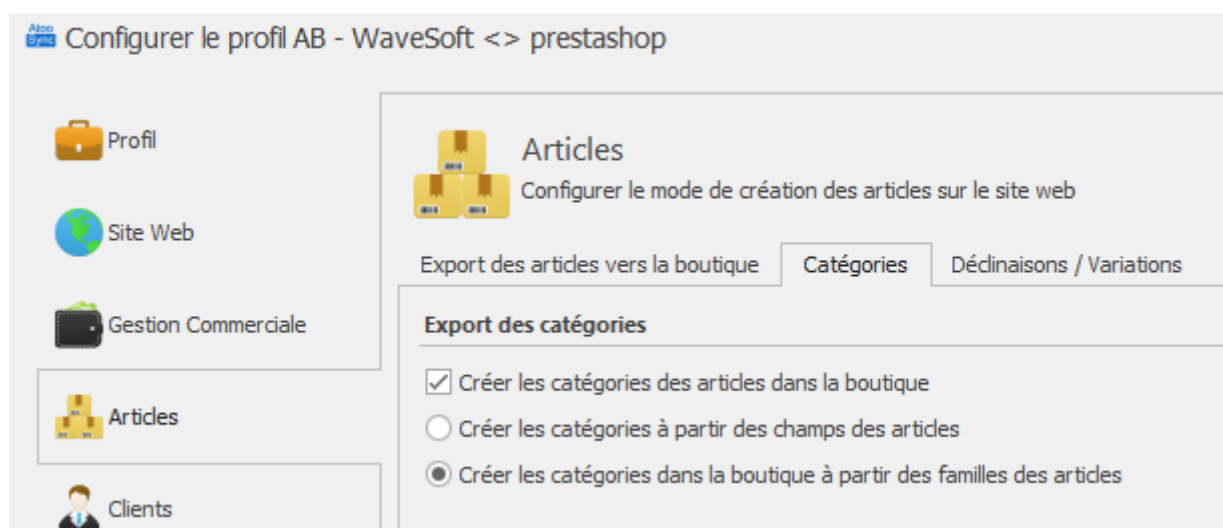 Atoo Sync
Configurer le profil AB - WaveSoft <> prestashop
Profil
Site Web
Gestion Commerciale
Articles
Clients
Articles
Configurer le mode de création des articles sur le site web
Export des articles vers la boutique
Catégories
Déclinaisons / Variations
Export des catégories
Créer les catégories des articles dans la boutique
Créer les catégories à partir des champs des articles
Créer les catégories dans la boutique à partir des familles des articles